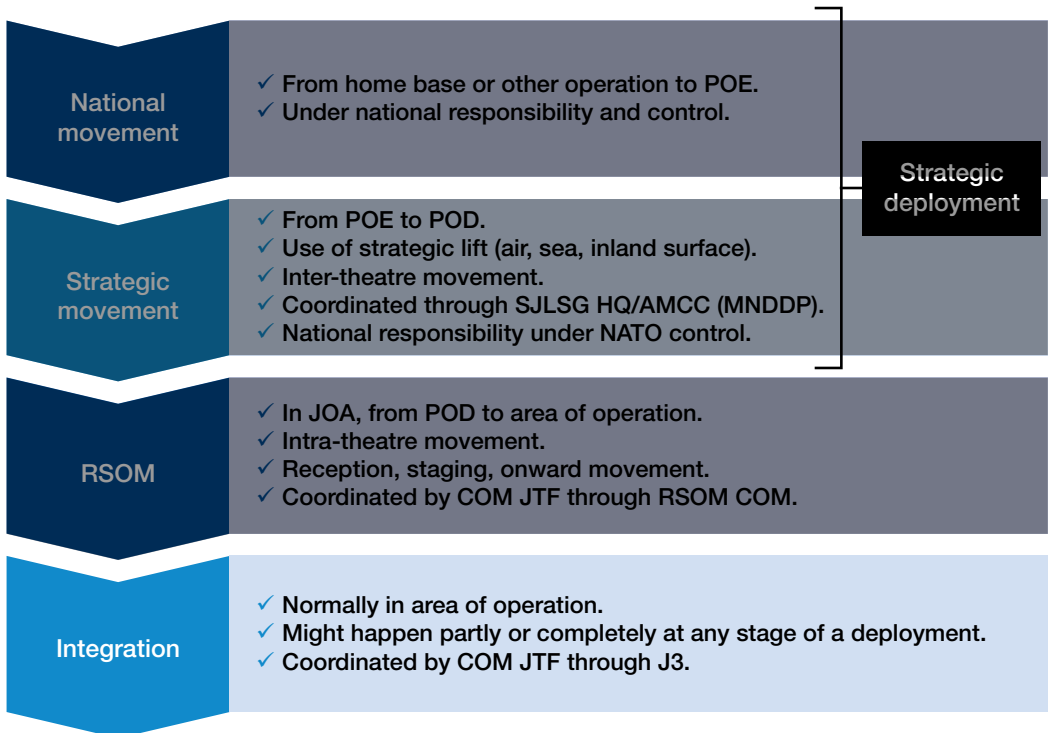 National
movement
✓ From home base or other operation to POE.
✓ Under national responsibility and control.
Strategic
deployment
Strategic
movement
✓ From POE to POD.
✓ Use of strategic lift (air, sea, inland surface).
✓ Inter-theatre movement.
✓ Coordinated through SJLSG HQ/AMCC (MNDDP).
✓ National responsibility under NATO control.
RSOM
✓ In JOA, from POD to area of operation.
✓ Intra-theatre movement.
✓ Reception, staging, onward movement.
✓ Coordinated by COM JTF through RSOM COM.
Integration
✓ Normally in area of operation.
✓ Might happen partly or completely at any stage of a deployment.
✓ Coordinated by COM JTF through J3.